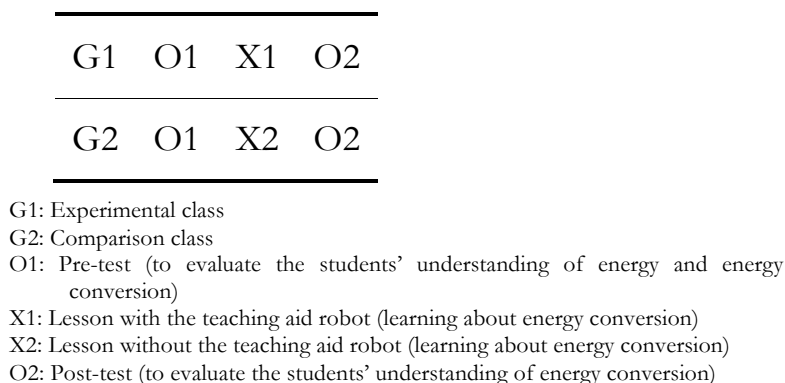 G1 O1 X1 O2
G2 O1 X2 O2
G1: Experimental class
G2: Comparison class
O1: Pre-test (to evaluate the students’ understanding of energy and energy
conversion)
X1: Lesson with the teaching aid robot (learning about energy conversion)
X2: Lesson without the teaching aid robot (learning about energy conversion)
O2: Post-test (to evaluate the students’ understanding of energy conversion)